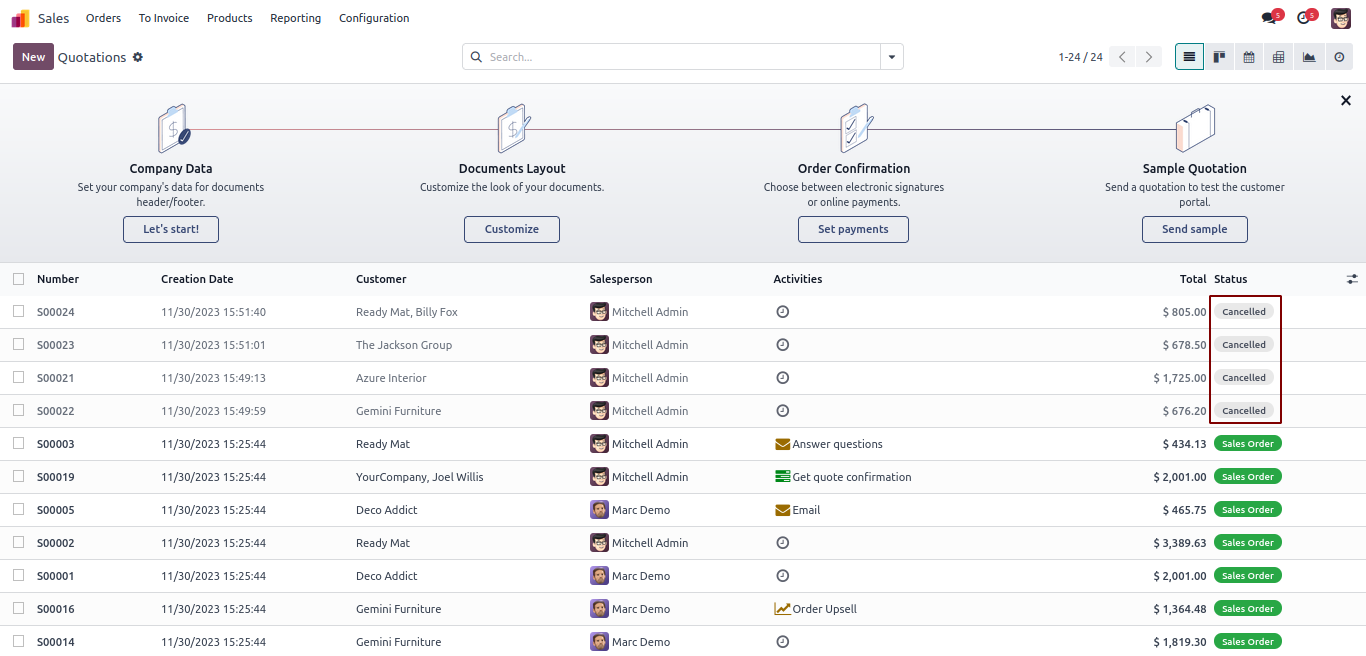 Sales Orders To Invoice Products Reporting Configuration 5 5
New Quotations Search... 1-24 / 24
Company Data Documents Layout Order Confirmation Sample Quotation
Set your company's data for documents Customize the look of your documents. Choose between electronic signatures Send a quotation to test the customer
header/footer. or online payments. portal.
Let's start! Customize Set payments Send sample
Number Creation Date Customer Salesperson Activities Total Status
S00024 11/30/2023 15:51:40 Ready Mat, Billy Fox Mitchell Admin $ 805.00 Cancelled
S00023 11/30/2023 15:51:01 The Jackson Group Mitchell Admin $ 678.50 Cancelled
S00021 11/30/2023 15:49:13 Azure Interior Mitchell Admin $ 1,725.00 Cancelled
S00022 11/30/2023 15:49:59 Gemini Furniture Mitchell Admin $ 676.20 Cancelled
S00003 11/30/2023 15:25:44 Ready Mat Mitchell Admin Answer questions $ 434.13 Sales Order
S00019 11/30/2023 15:25:44 YourCompany, Joel Willis Mitchell Admin Get quote confirmation $ 2,001.00 Sales Order
S00005 11/30/2023 15:25:44 Deco Addict Marc Demo Email $ 465.75 Sales Order
S00002 11/30/2023 15:25:44 Ready Mat Mitchell Admin $ 3,389.63 Sales Order
S00001 11/30/2023 15:25:44 Deco Addict Marc Demo $ 2,001.00 Sales Order
S00016 11/30/2023 15:25:44 Gemini Furniture Marc Demo Order Upsell $ 1,364.48 Sales Order
S00014 11/30/2023 15:25:44 Gemini Furniture Marc Demo $ 1,819.30 Sales Order